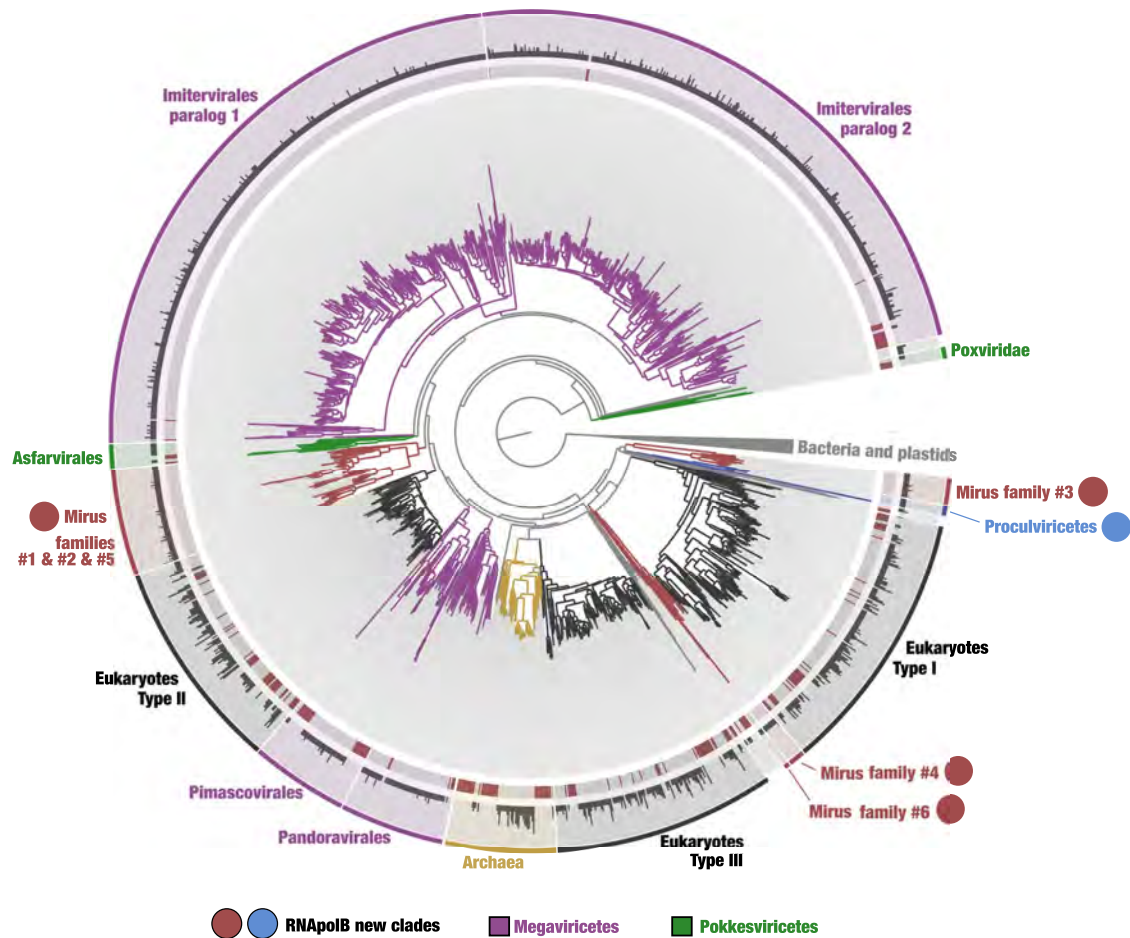 Imitervirales
paralog 1
Imitervirales
paralog 2
Poxviridae
Bacteria and plastids
Asfarvirales
Mirus
families
#1 & #2 & #5
Mirus family #3
Proculviricetes
Eukaryotes
Type I
Eukaryotes
Type II
Mirus family #4
Mirus family #6
Pimascovirales
Pandoravirales
Archaea
Eukaryotes
Type III
RNApolB new clades
Megaviricetes
Pokkesviricetes